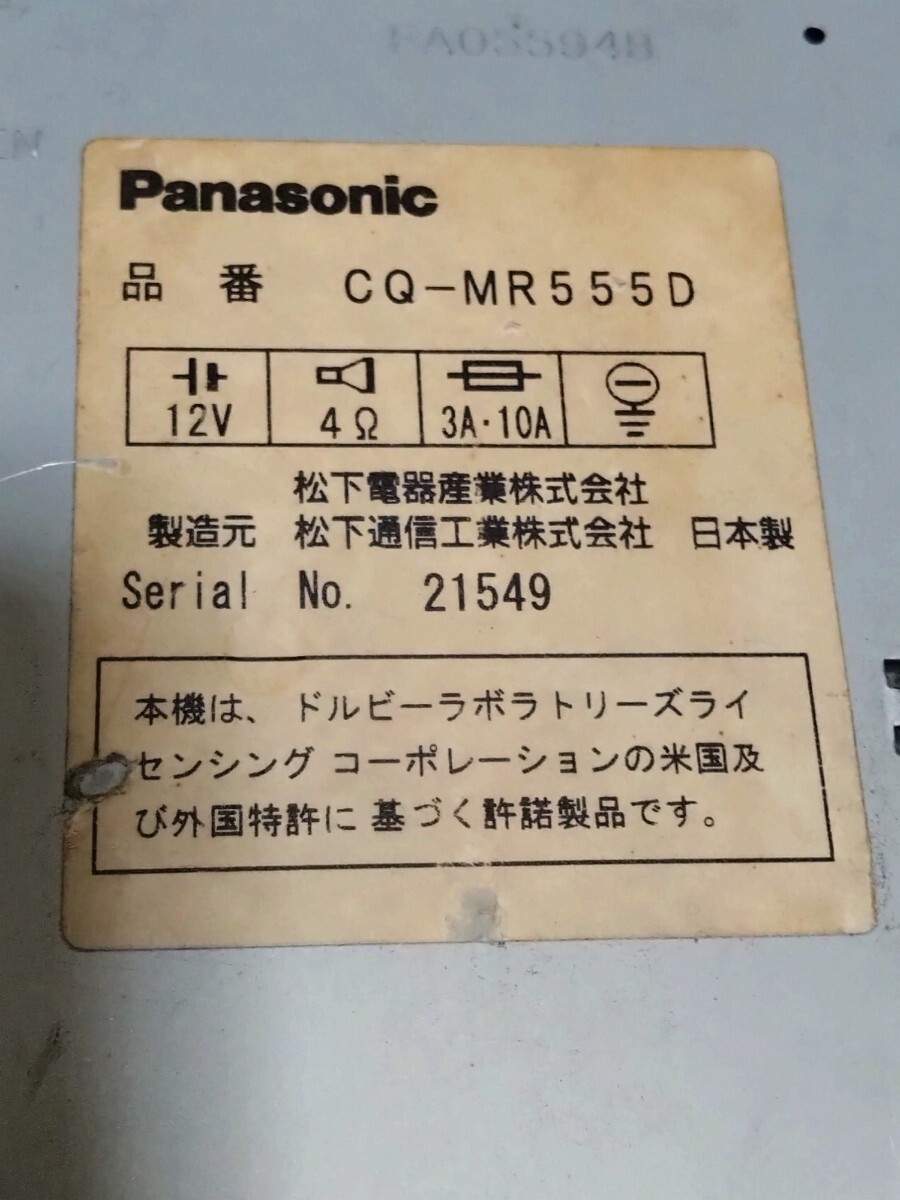 Panasonic
品 番 CQ-MR555D
12V 4Ω 3A・10A
松下電器産業株式会社
製造元 松下通信工業株式会社 日本製
Serial No. 21549
本機は、ドルビーラボラトリーズライ
センシング コーポレーションの米国及
び外国特許に 基づく許諾製品です。